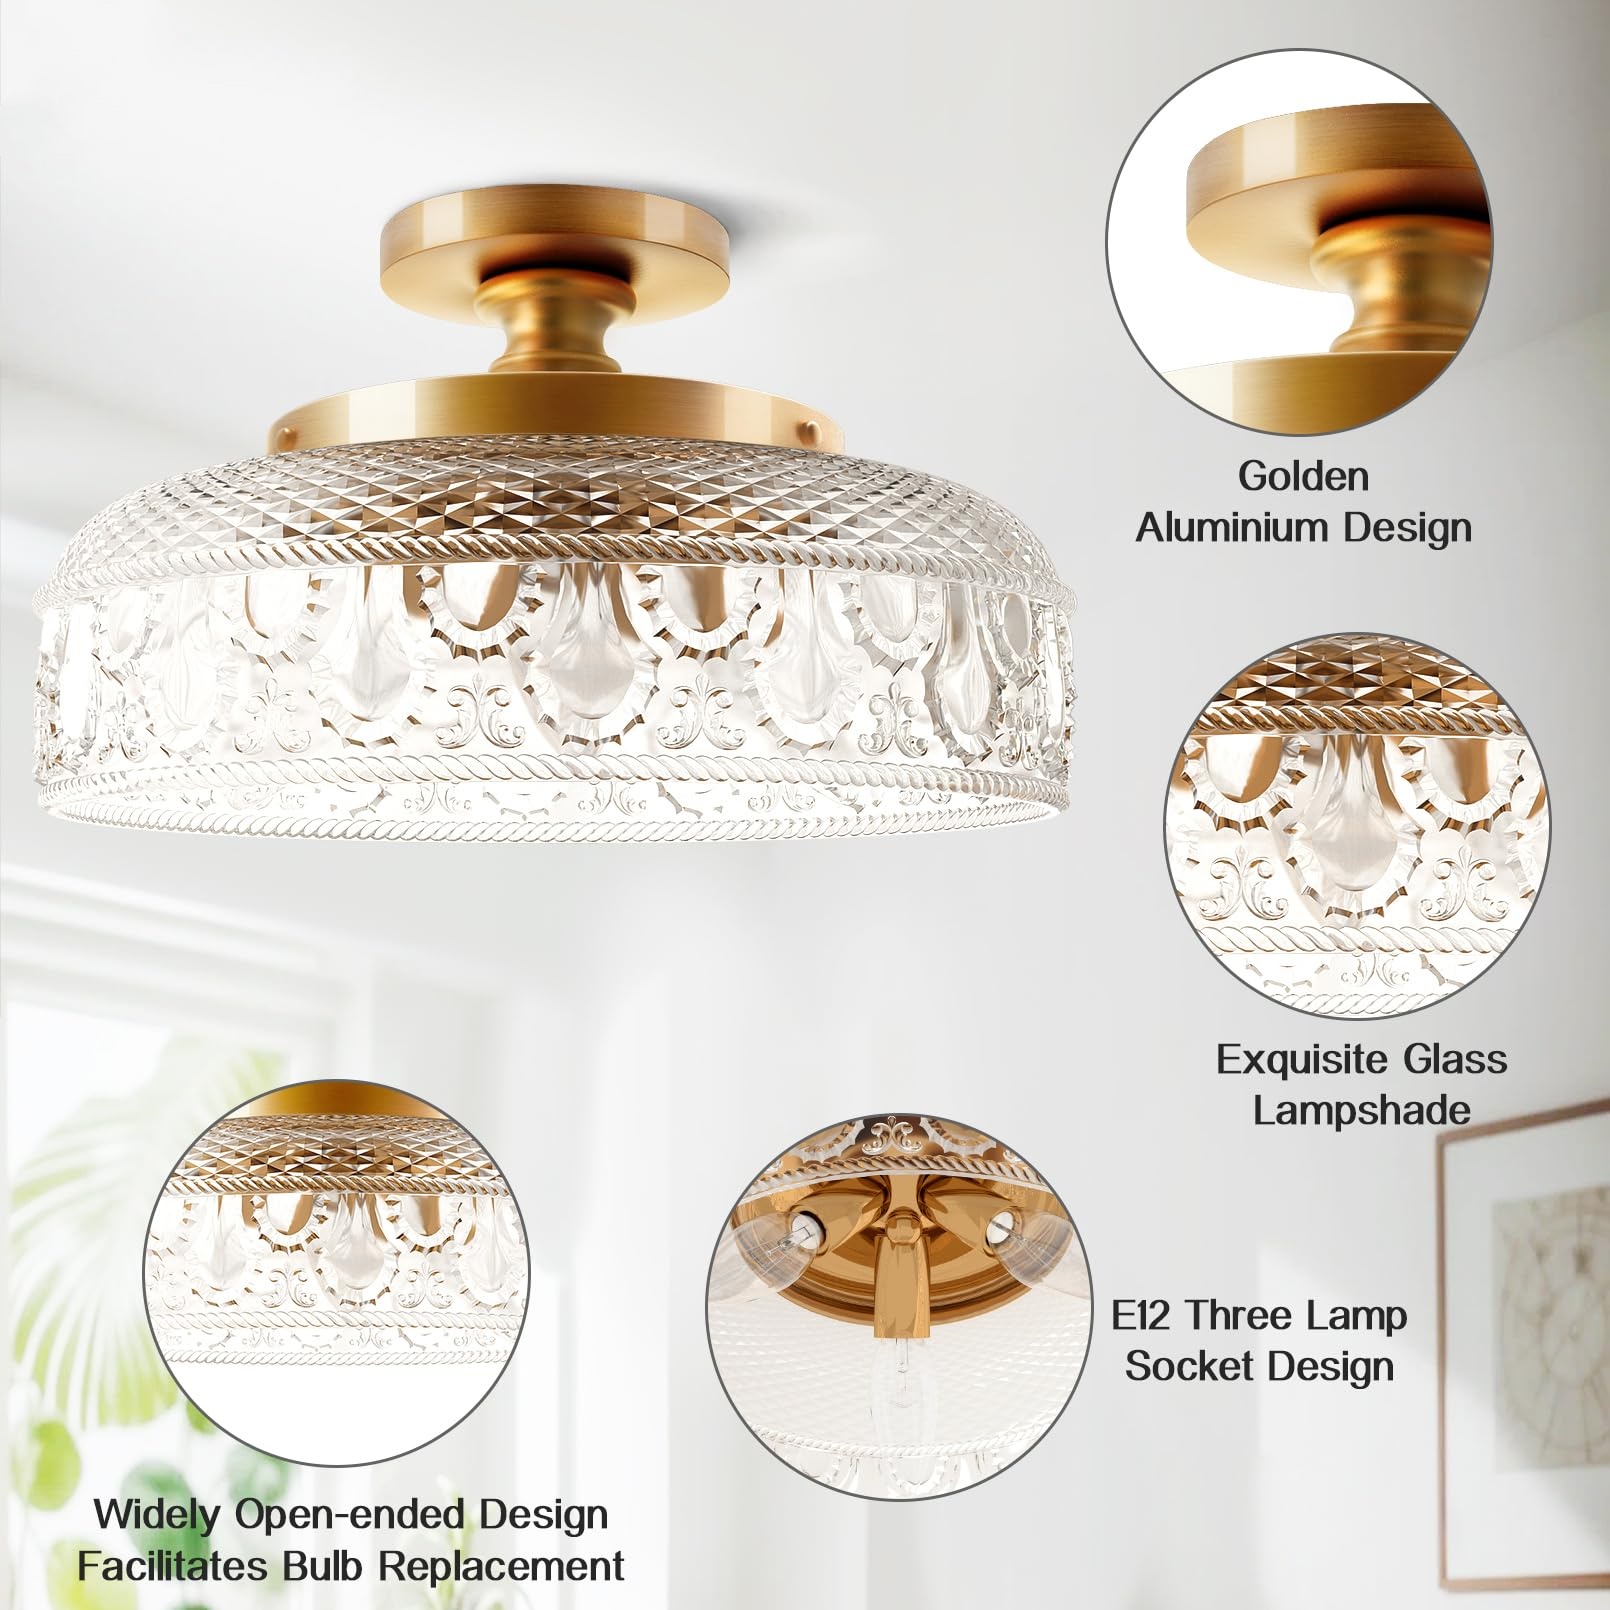 Golden
Aluminium Design
Exquisite Glass
Lampshade
E12 Three Lamp
Socket Design
Widely Open-ended Design
Facilitates Bulb Replacement